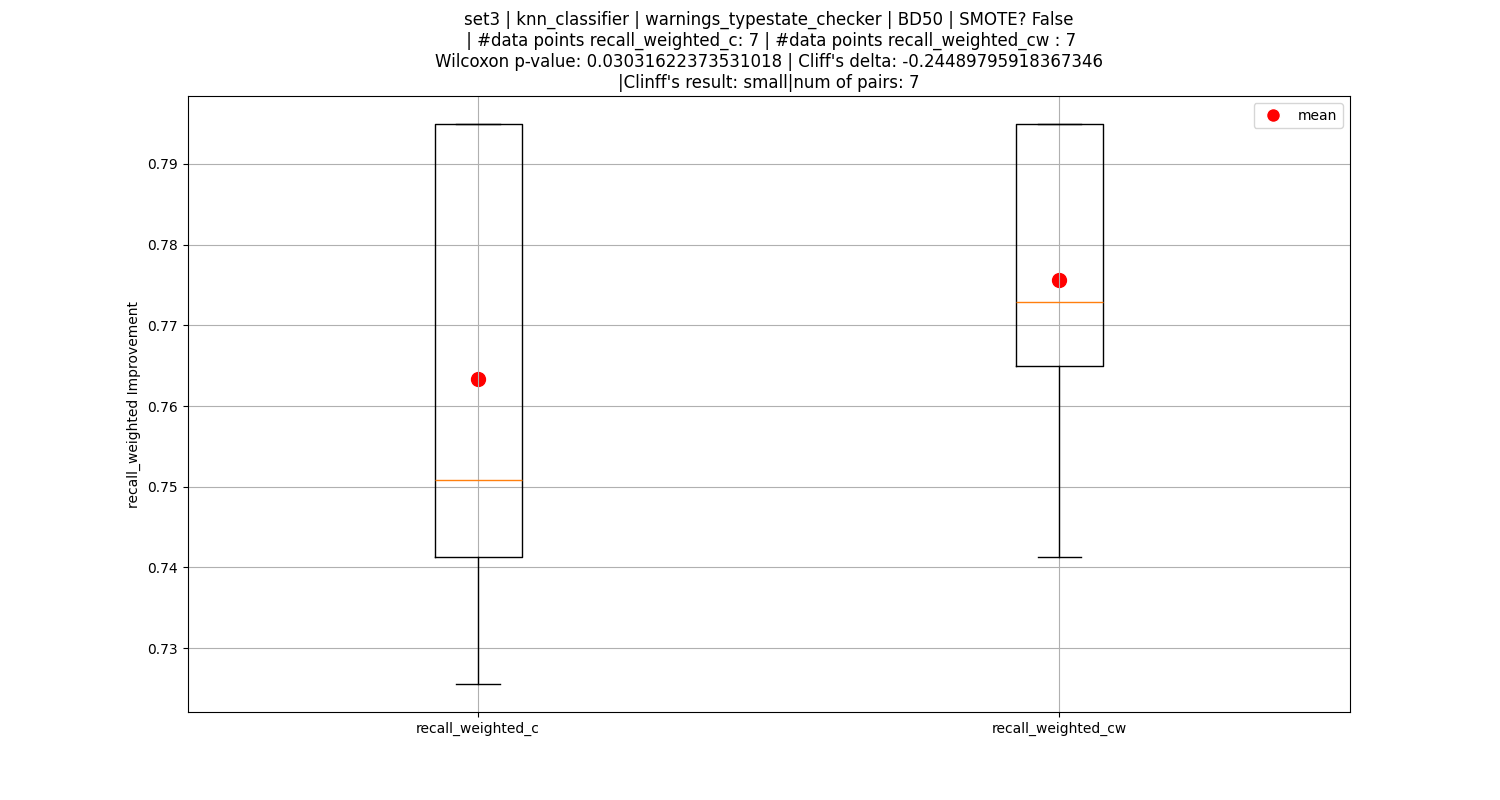 set3 | knn_classifier | warnings_typestate_checker | BD50 | SMOTE? False
| #data points recall_weighted_c: 7 | #data points recall_weighted_cw : 7
Wilcoxon p-value: 0.03031622373531018 | Cliff's delta: -0.24489795918367346
|Clinff's result: small|num of pairs: 7
mean
0.79
0.78
0.77
0.76
0.75
0.74
0.73
recall_weighted Improvement
recall_weighted_c
recall_weighted_cw